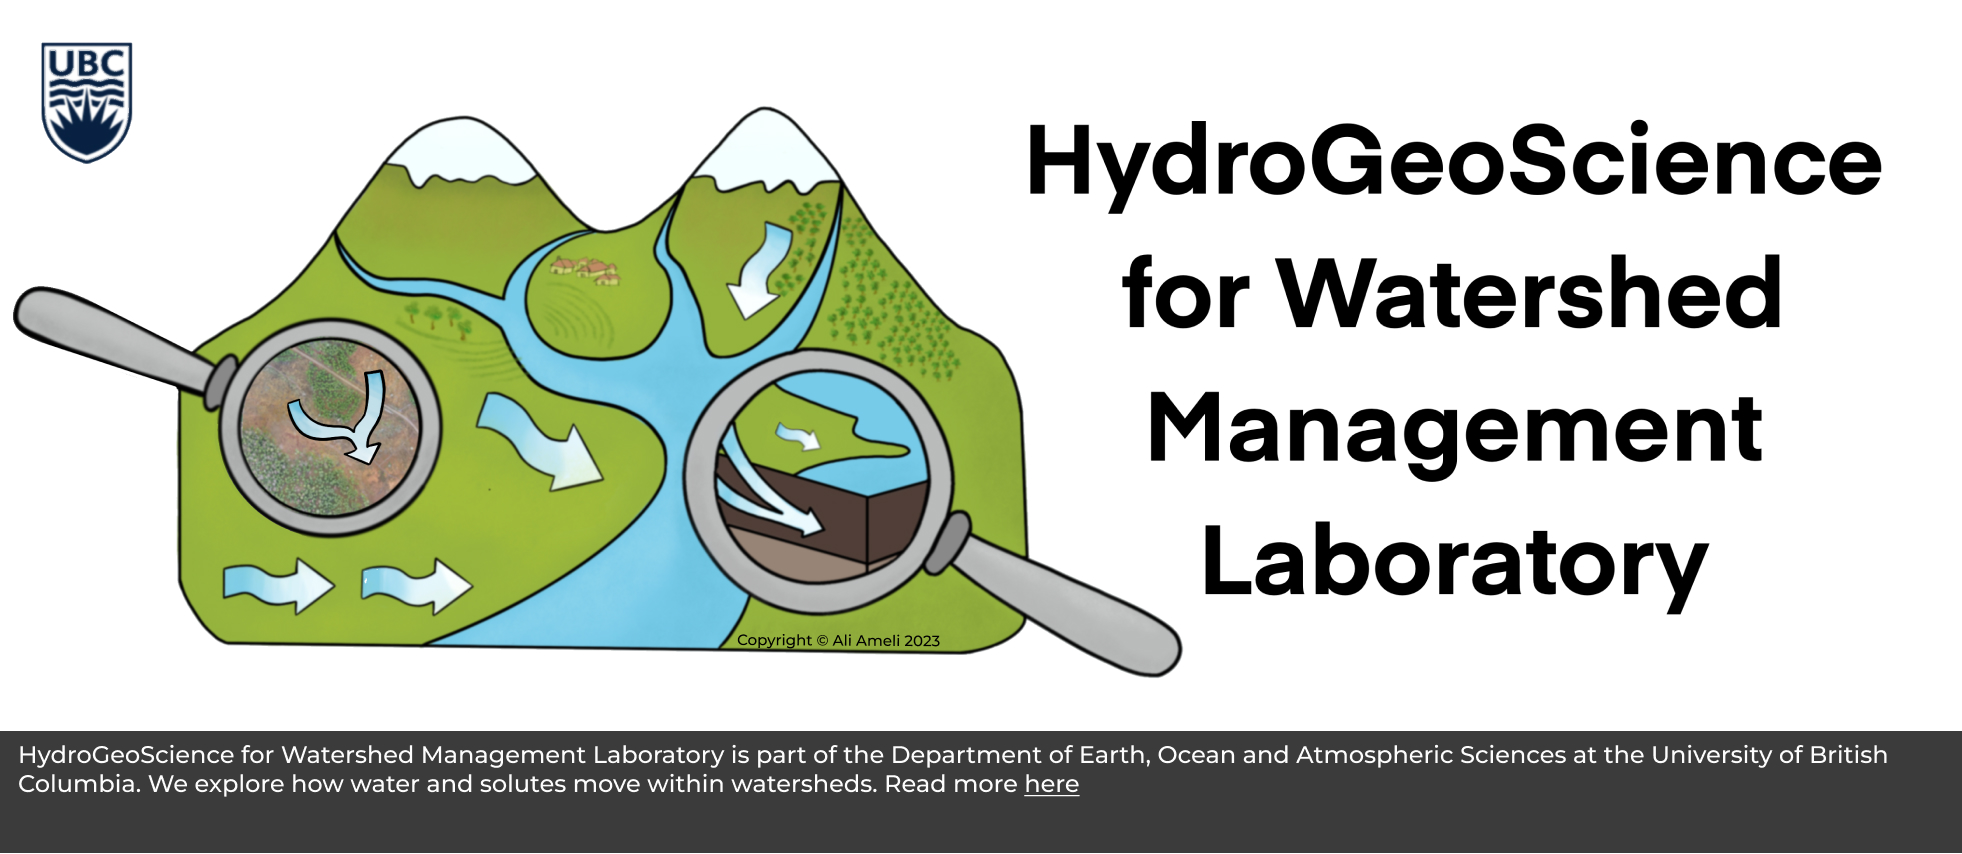 UBC
HydroGeoScience
for Watershed
Management
Laboratory
Copyright © Ali Ameli 2023
HydroGeoScience for Watershed Management Laboratory is part of the Department of Earth, Ocean and Atmospheric Sciences at the University of British
Columbia. We explore how water and solutes move within watersheds. Read more here